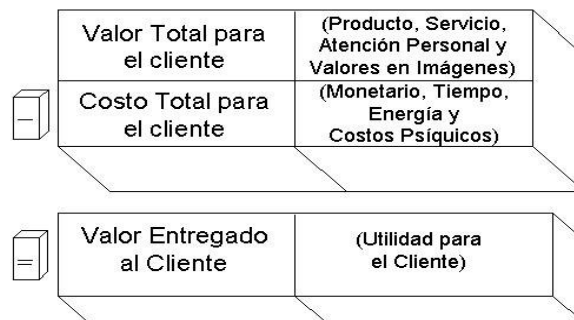 Valor Total para
el cliente
(Producto, Servicio,
Atención Personal y
Valores en Imágenes)
−
Costo Total para
el cliente
(Monetario, Tiempo,
Energía y
Costos Psíquicos)
=
Valor Entregado
al Cliente
(Utilidad para
el Cliente)